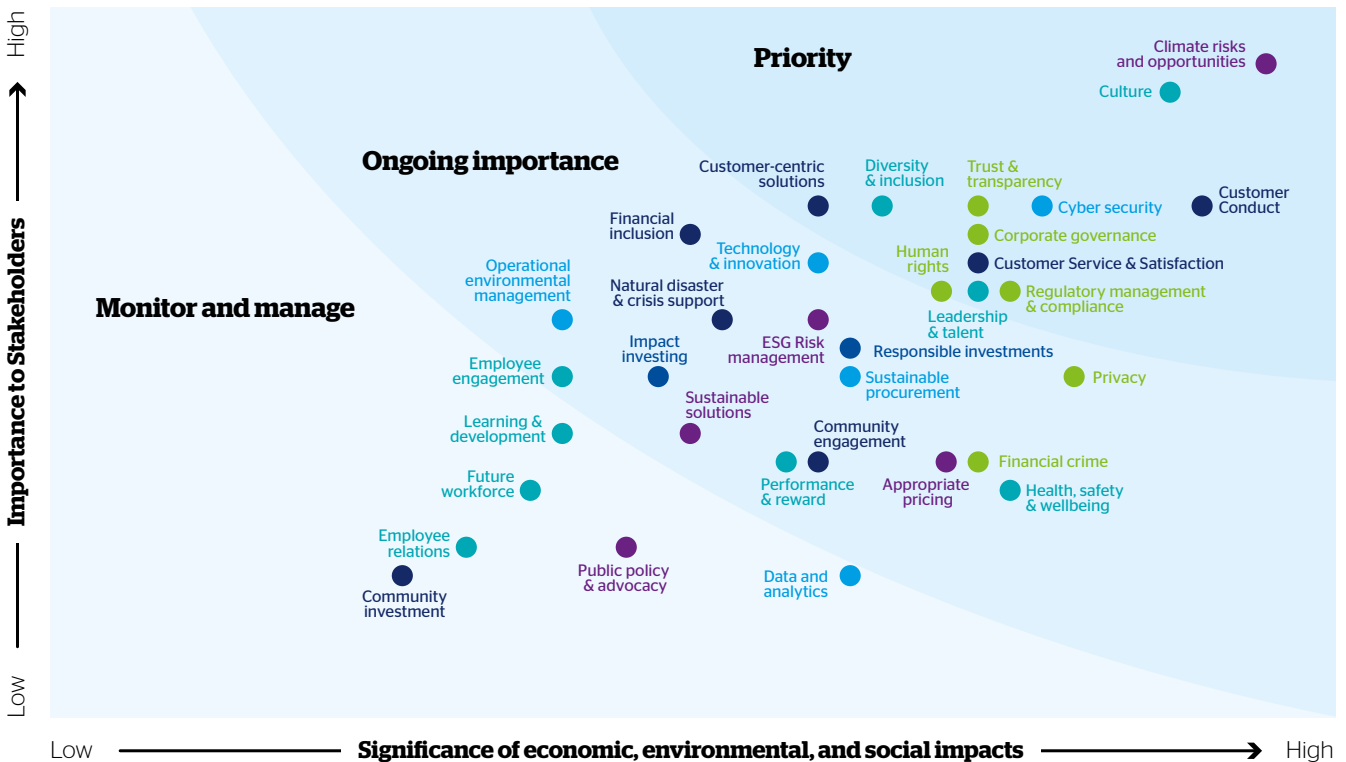 High
Importance to Stakeholders
Low
Priority
Climate risks
and opportunities
Culture
Ongoing importance
Customer-centric
solutions
Diversity
& inclusion
Trust &
transparency
Cyber security
Customer
Conduct
Financial
inclusion
Corporate governance
Technology
& innovation
Human
rights
Customer Service & Satisfaction
Operational
environmental
management
Natural disaster
& crisis support
Regulatory management
& compliance
Monitor and manage
Leadership
& talent
ESG Risk
management
Impact
investing
Responsible investments
Employee
engagement
Sustainable
procurement
Privacy
Sustainable
solutions
Learning &
development
Community
engagement
Financial crime
Future
workforce
Performance
& reward
Appropriate
pricing
Health, safety
& wellbeing
Employee
relations
Public policy
& advocacy
Data and
analytics
Community
investment
Low
Significance of economic, environmental, and social impacts
High